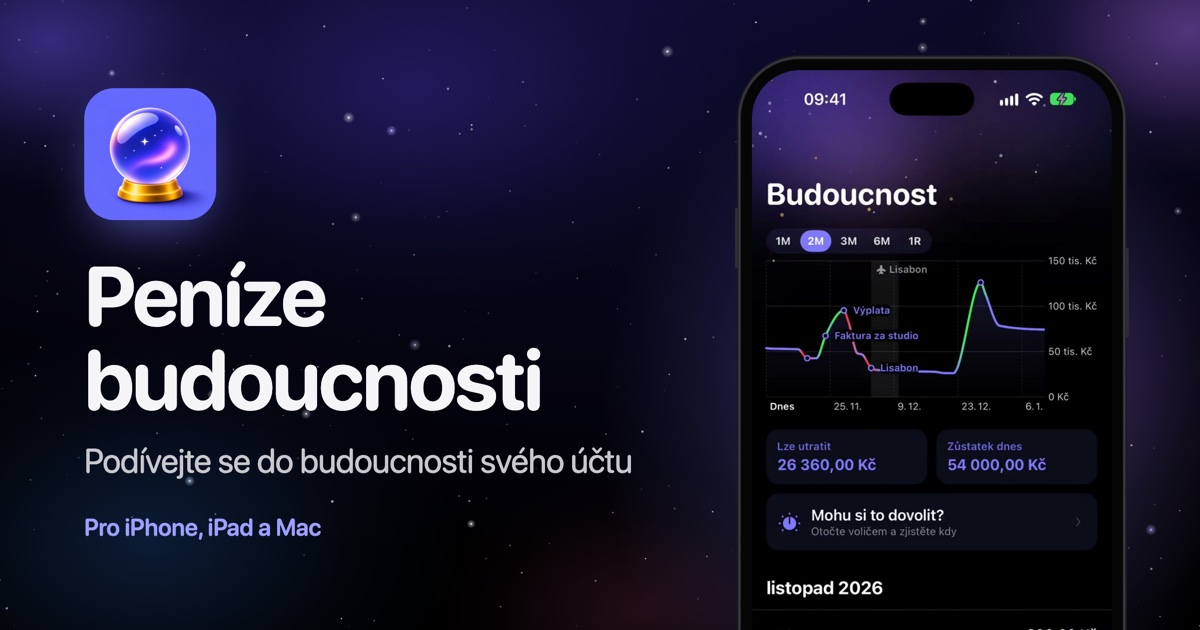 Peníze
budoucnosti
Podívejte se do budoucnosti svého účtu
Pro iPhone, iPad a Mac
09:41
Budoucnost
1M 2M 3M 6M 1R
150 tis. Kč
Lisabon
100 tis. Kč
Výplata
Faktura za studio
50 tis. Kč
Lisabon
0 Kč
Dnes 25. 11. 9. 12. 23. 12. 6. 1.
Lze utratit
26 360,00 Kč
Zůstatek dnes
54 000,00 Kč
Mohu si to dovolit?
Otočte voličem a zjistěte kdy
listopad 2026